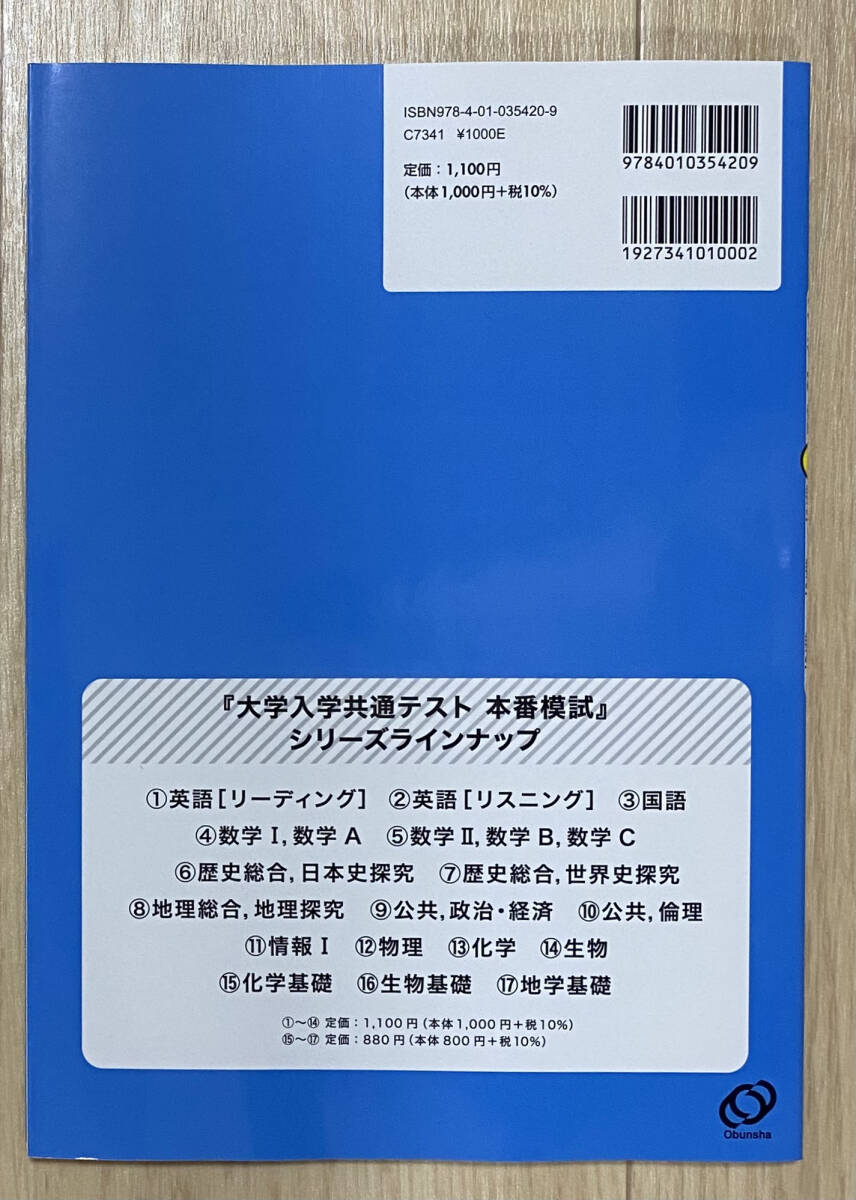 ISBN978-4-01-035420-9
C7341 ¥1000E
定価：1,100円
（本体1,000円＋税10%）
9784010354209
1927341010002
『大学入学共通テスト 本番模試』
シリーズラインナップ
①英語［リーディング］ ②英語［リスニング］ ③国語
④数学Ⅰ, 数学A ⑤数学Ⅱ, 数学B, 数学C
⑥歴史総合, 日本史探究 ⑦歴史総合, 世界史探究
⑧地理総合, 地理探究 ⑨公共, 政治・経済 ⑩公共, 倫理
⑪情報Ⅰ ⑫物理 ⑬化学 ⑭生物
⑮化学基礎 ⑯生物基礎 ⑰地学基礎
①～⑭ 定価：1,100円（本体1,000円＋税10%）
⑮～⑰ 定価：880円（本体800円＋税10%）
Obunsha